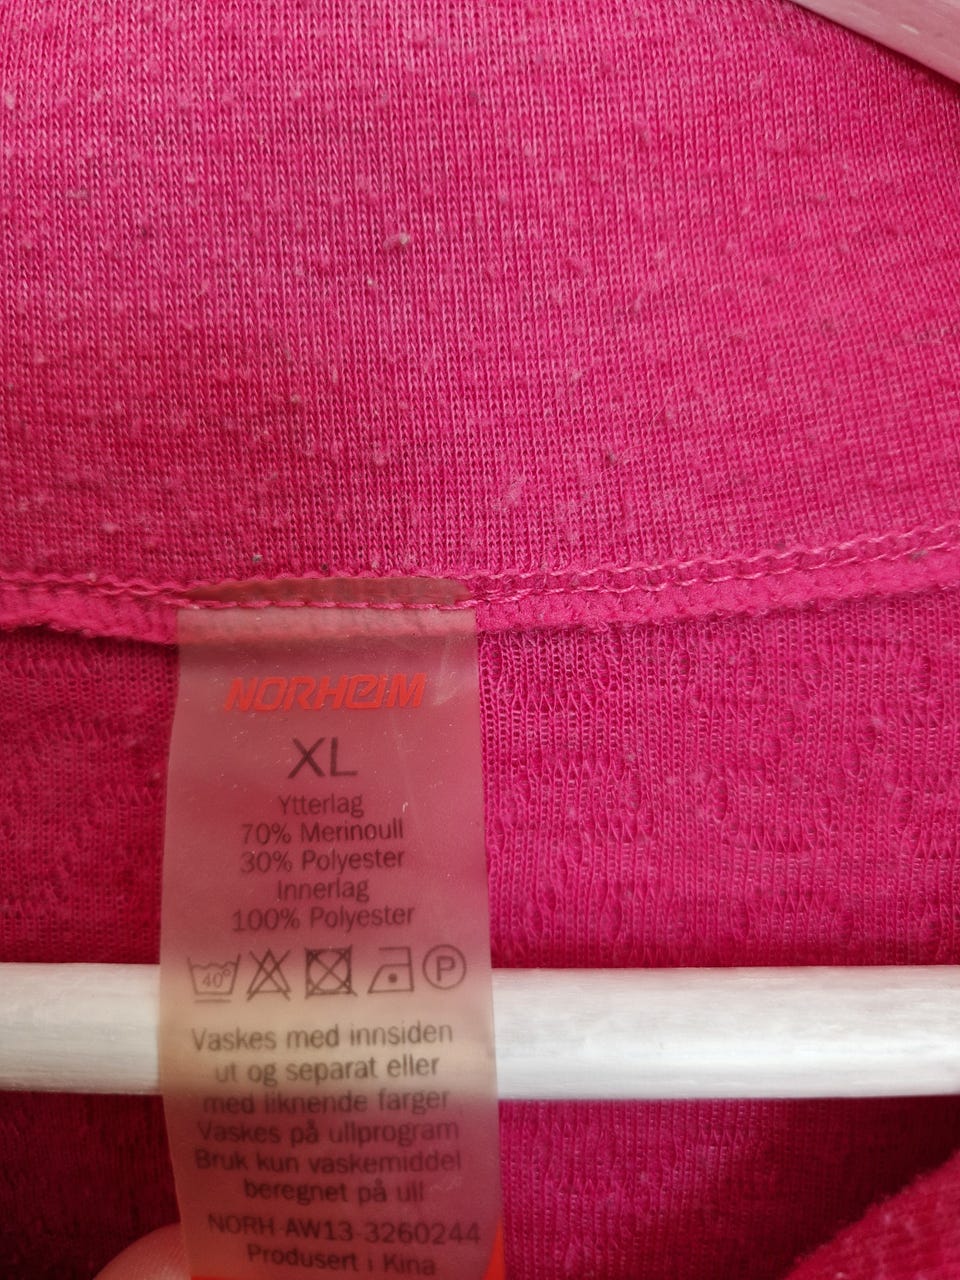 NORHEIM
XL
Ytterlag
70% Merinoull
30% Polyester
Innerlag
100% Polyester
40° P
Vaskes med innsiden
ut og separat eller
med liknende farger
Vaskes på ullprogram
Bruk kun vaskemiddel
beregnet på ull
NORH-AW13-3260244
Produsert i Kina